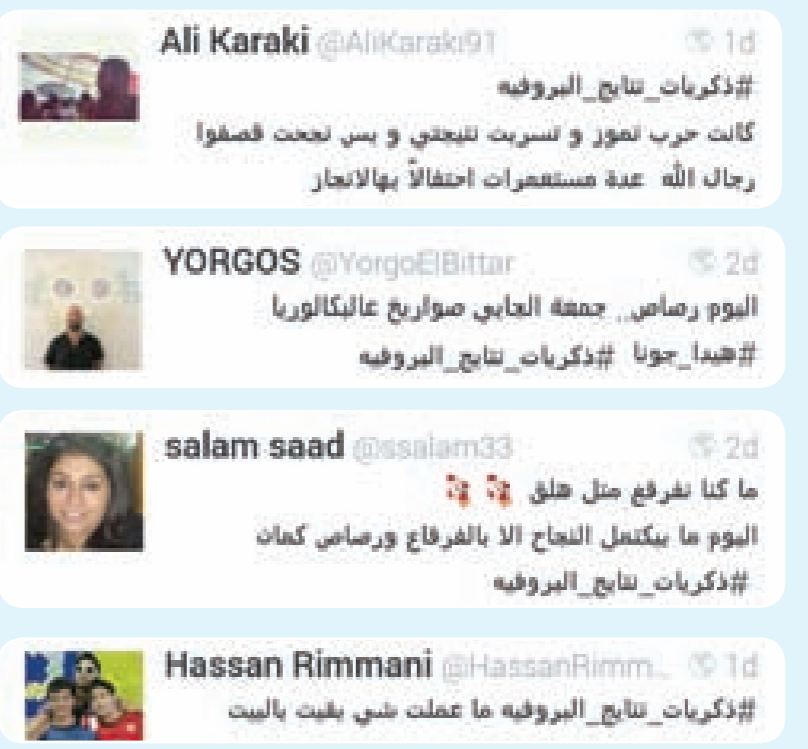 Ali Karaki @AliKaraki91 1d
#ذكريات_نتايج_البروفيه
كانت حرب تموز و تسربت نتيجتي و بس نجحت قصفوا
رجال الله عدة مستعمرات احتفالاً بهالانجاز
YORGOS @YorgoElBittar 2d
اليوم رصاص.. جمعة الجايي صواريخ عالبكالوريا
#هيدا_جونا #ذكريات_نتايج_البروفيه
salam saad @ssalam33 2d
ما كنا نفرقع متل هلق
اليوم ما بيكتمل النجاح الا بالفرقاع ورصاص كمان
#ذكريات_نتايج_البروفيه
Hassan Rimmani @HassanRimm... 1d
#ذكريات_نتايج_البروفيه ما عملت شي بقيت بالبيت